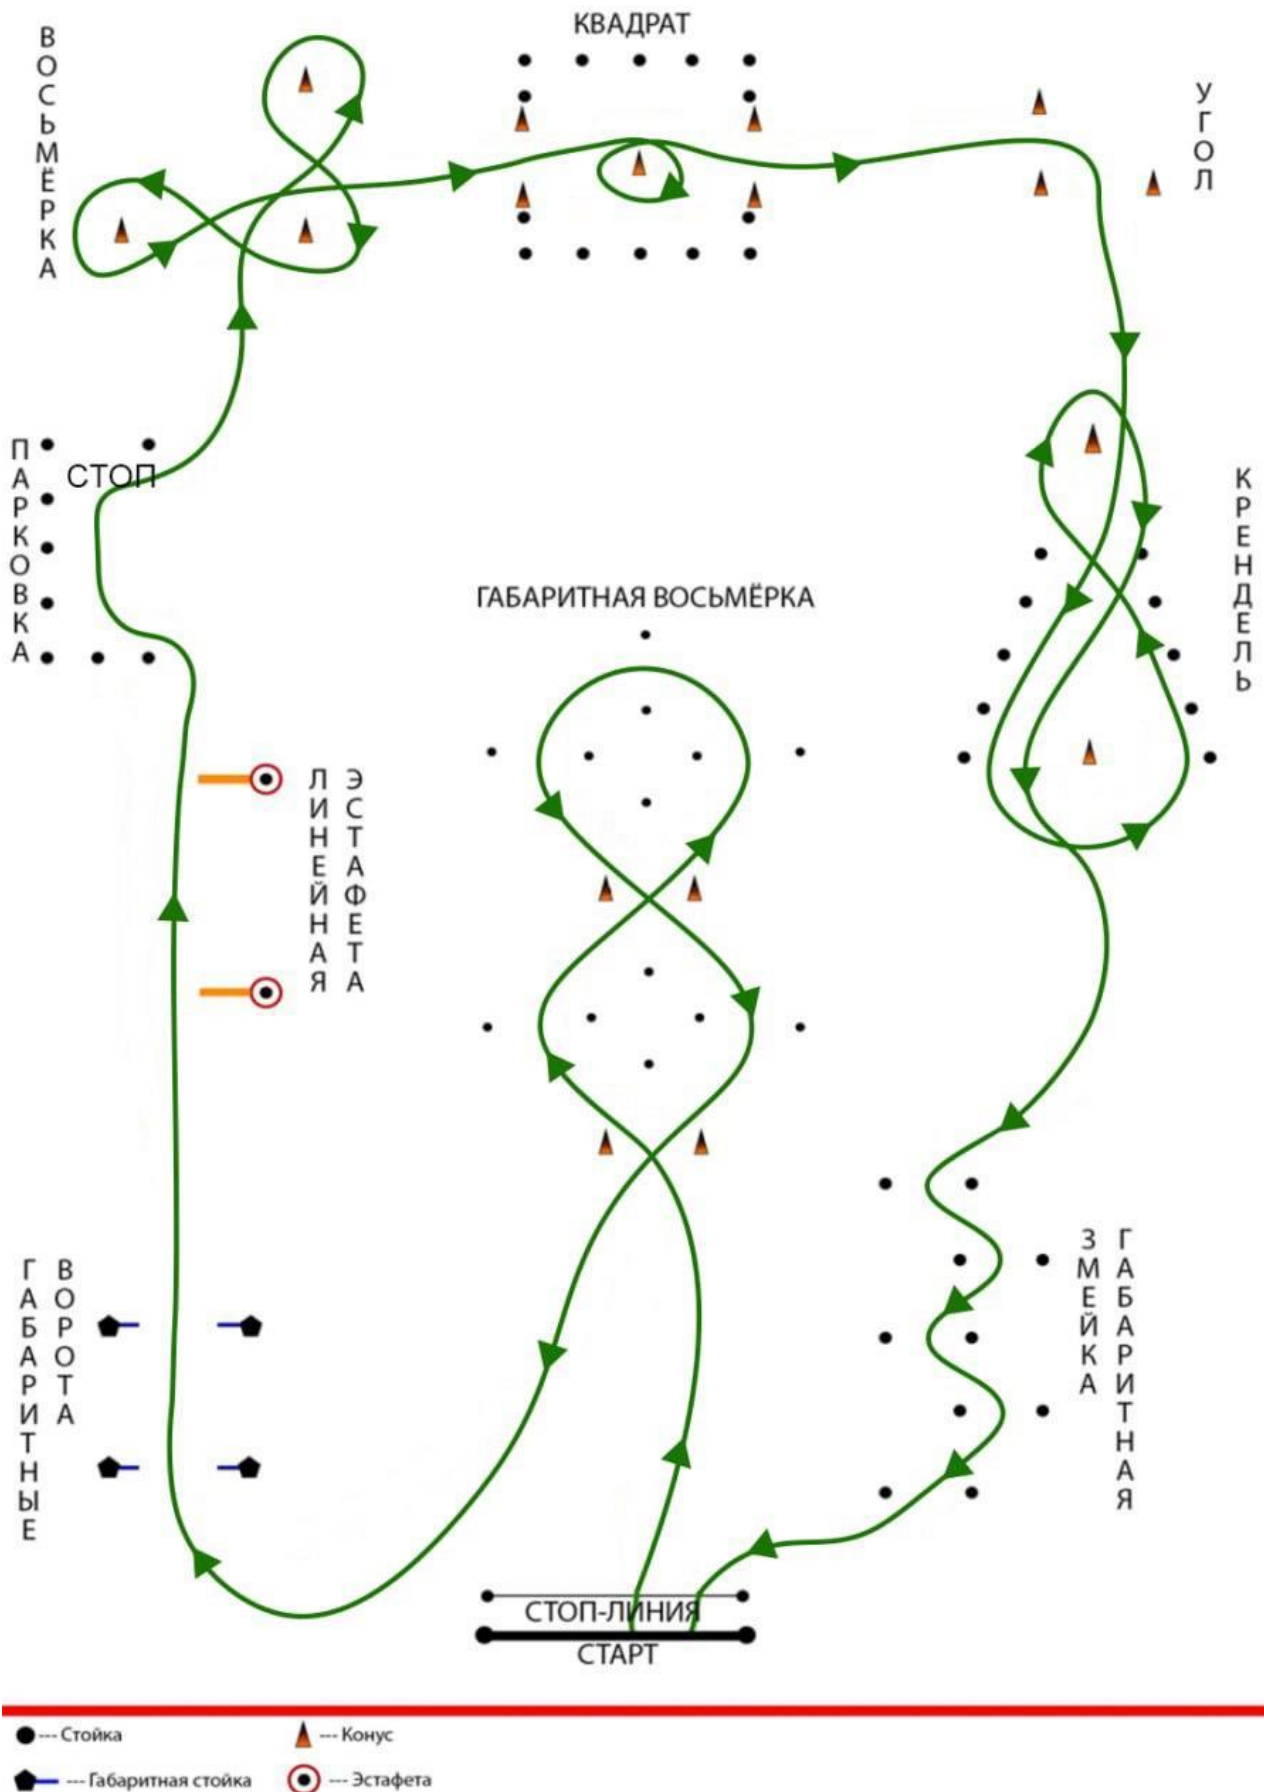 ВОСЬМЁРКА
КВАДРАТ
УГОЛ
ПАРКОВКА
СТОП
КРЕНДЕЛЬ
ГАБАРИТНАЯ ВОСЬМЁРКА
ЛИНЕЙНАЯ
ЭСТАФЕТА
ГАБАРИТНЫЕ
ВОРОТА
ЗМЕЙКА
ГАБАРИТНАЯ
СТОП-ЛИНИЯ
СТАРТ
--- Стойка
--- Конус
--- Габаритная стойка
--- Эстафета